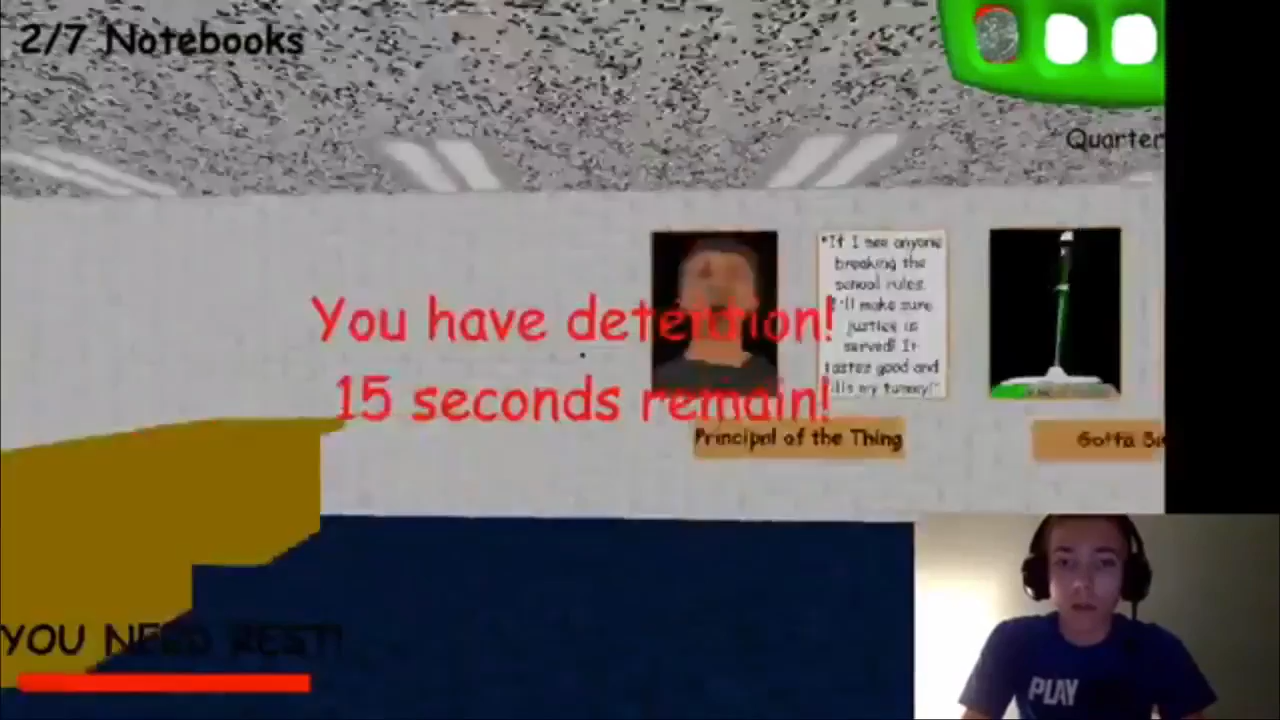 2/7 Notebooks
Quarter
"If I see anyone
breaking the
school rules,
I'll make sure
justice is
served! It
tastes good and
fills my tummy!"
You have detention!
15 seconds remain!
Principal of the Thing
Gotta
YOU NEED REST!
PLAY